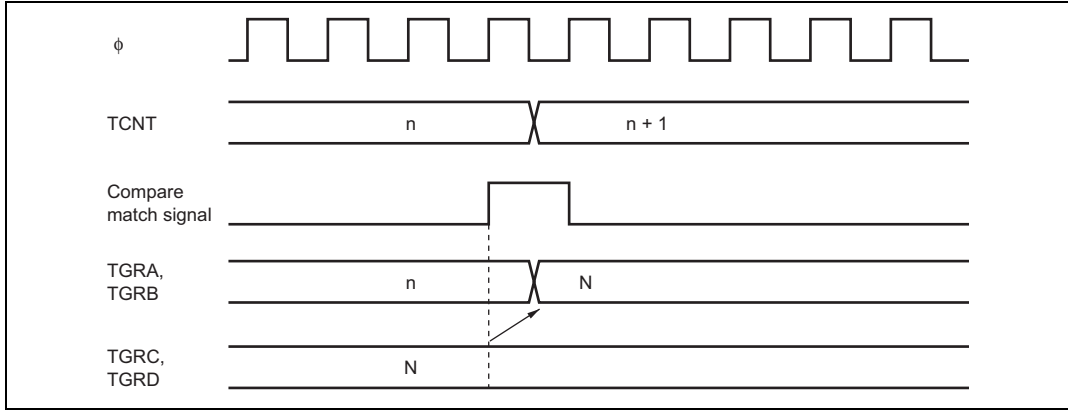 ϕ
TCNT
n
n + 1
Compare
match signal
TGRA,
TGRB
n
N
TGRC,
TGRD
N